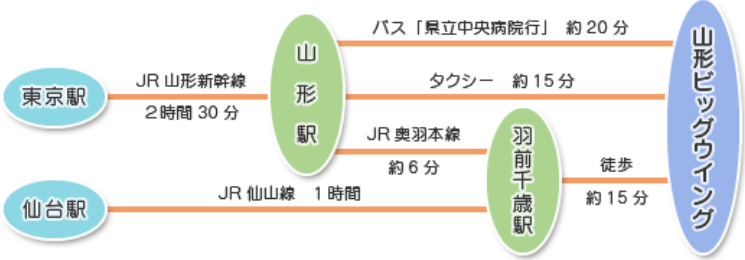 東京駅
JR 山形新幹線
2時間 30 分
山形駅
バス「県立中央病院行」 約 20 分
タクシー 約 15 分
JR 奥羽本線
約 6 分
羽前千歳駅
徒歩
約 15 分
山形ビッグウイング
仙台駅
JR 仙山線 1 時間